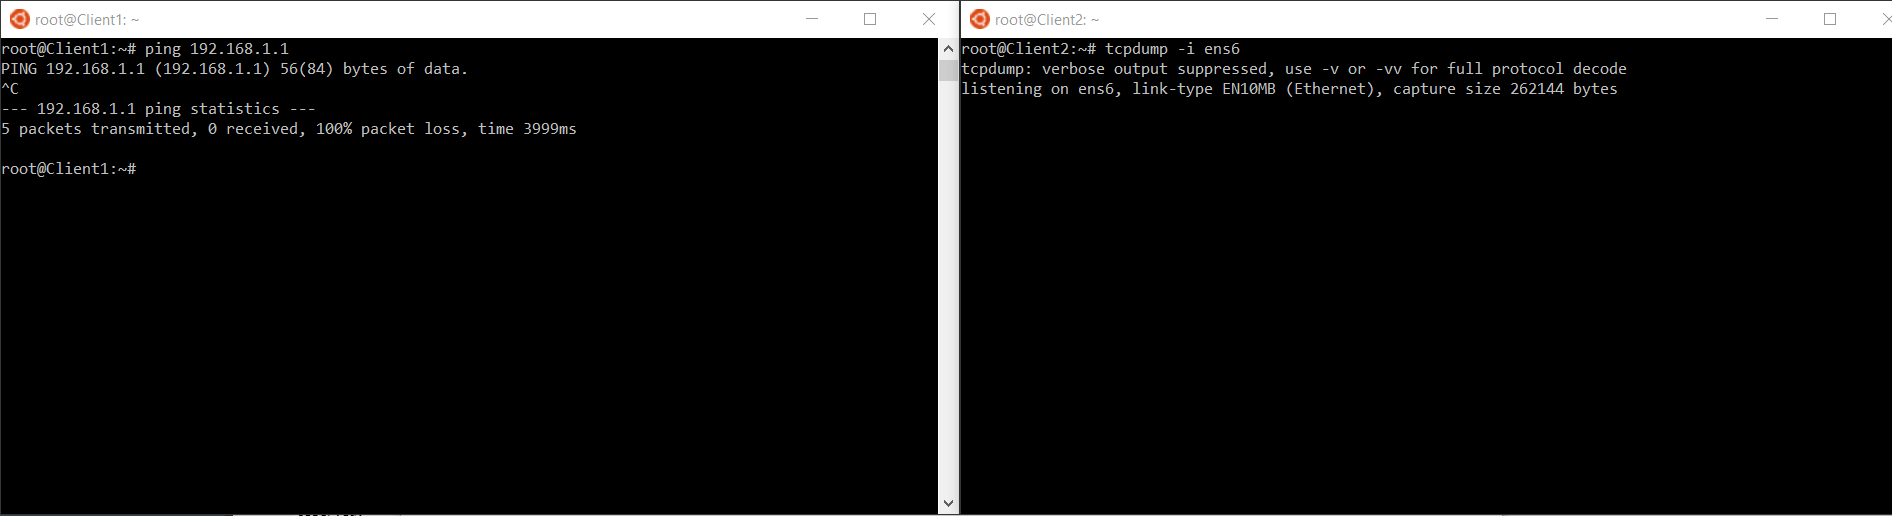 root@Client1: ~
root@Client1:~# ping 192.168.1.1
PING 192.168.1.1 (192.168.1.1) 56(84) bytes of data.
^C
--- 192.168.1.1 ping statistics ---
5 packets transmitted, 0 received, 100% packet loss, time 3999ms
root@Client1:~#
root@Client2: ~
root@Client2:~# tcpdump -i ens6
tcpdump: verbose output suppressed, use -v or -vv for full protocol decode
listening on ens6, link-type EN10MB (Ethernet), capture size 262144 bytes